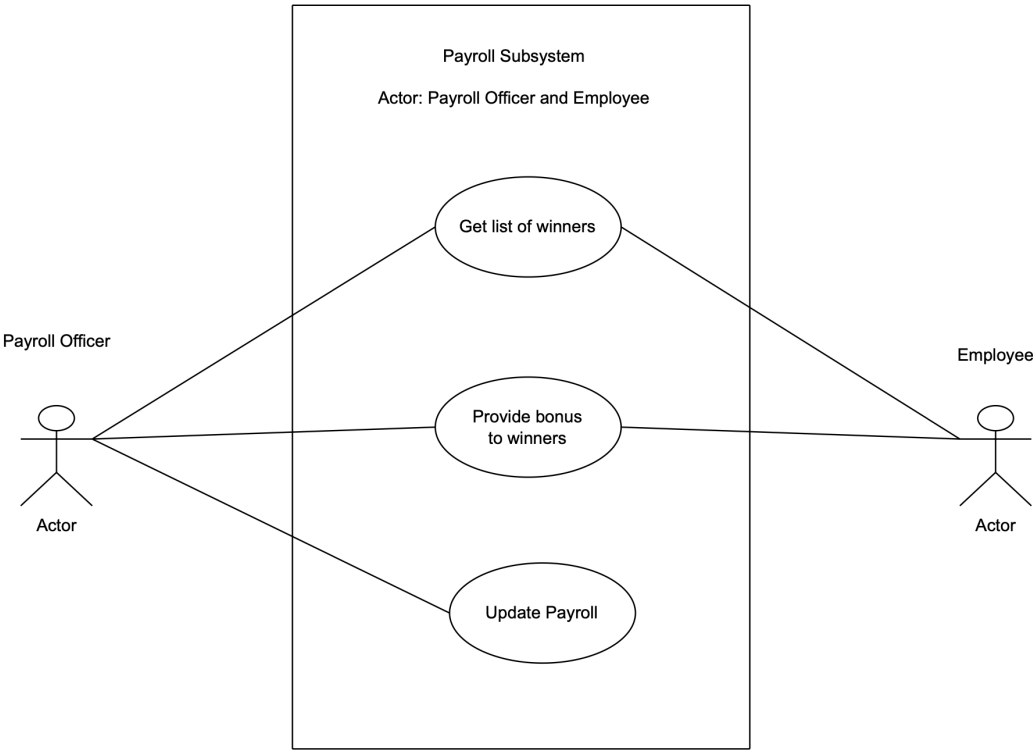 Payroll Subsystem
Actor: Payroll Officer and Employee
Get list of winners
Payroll Officer
Employee
Provide bonus
to winners
Actor
Actor
Update Payroll